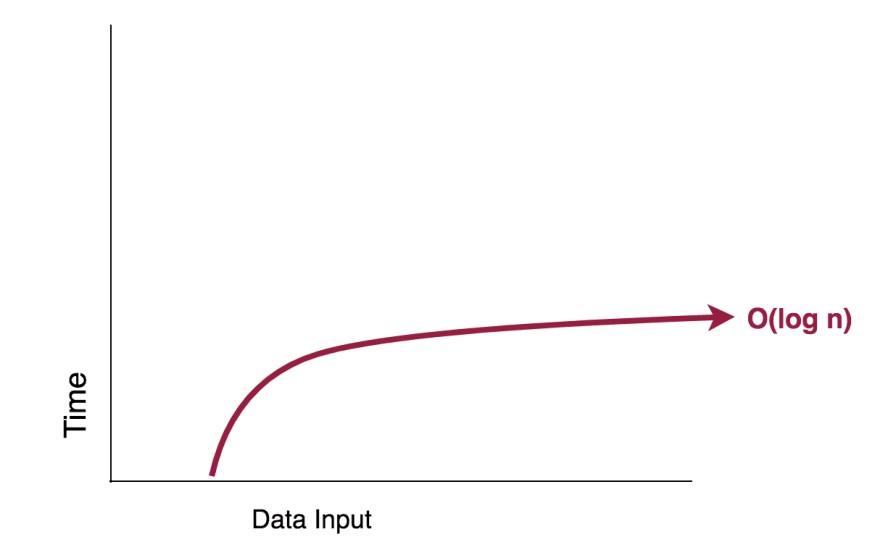 O(log n)
Time
Data Input